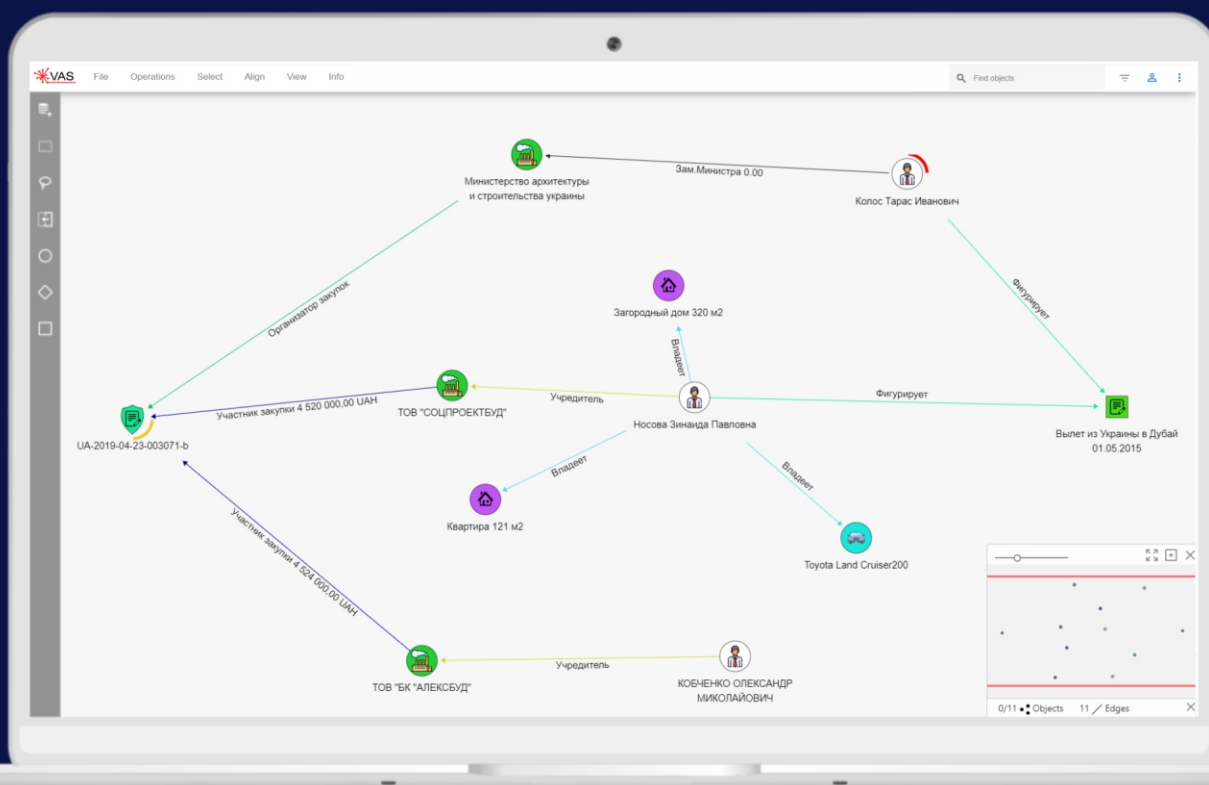 VAS File Operations Select Align View Info Find objects
Зам.Министра 0.00
Министерство архитектуры
и строительства украины
Колос Тарас Иванович
Организатор закупок
Фигурирует
Загородный дом 320 м2
Владеет
Участник закупки 4 520 000,00 UAH
ТОВ "СОЦПРОЕКТБУД"
Учредитель
Носова Зинаида Павловна
Фигурирует
UA-2019-04-23-003071-b
Вылет из Украины в Дубай
01.05.2015
Владеет
Владеет
Квартира 121 м2
Toyota Land Cruiser200
Участник закупки 4 524 000,00 UAH
ТОВ "БК "АЛЕКСБУД"
Учредитель
КОБЧЕНКО ОЛЕКСАНДР
МИКОЛАЙОВИЧ
0/11 Objects 11 Edges